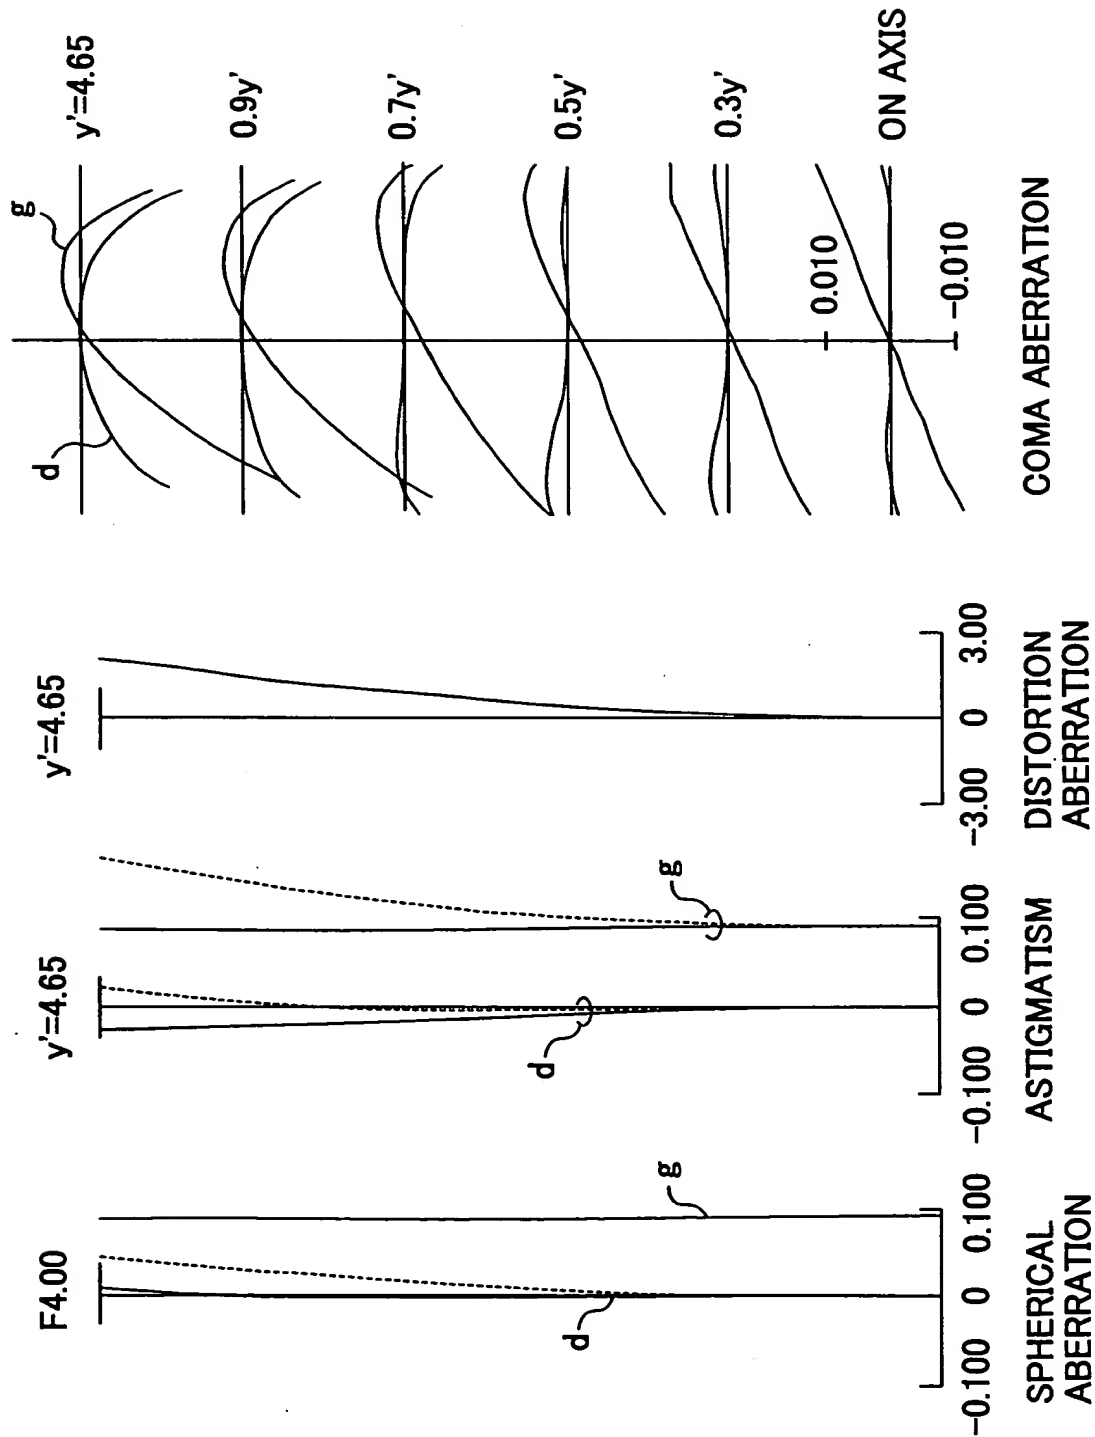 F4.00
d
g
−0.100 0 0.100
SPHERICAL
ABERRATION
y'=4.65
d
g
−0.100 0 0.100
ASTIGMATISM
y'=4.65
−3.00 0 3.00
DISTORTION
ABERRATION
g
y'=4.65
d
0.9y'
0.7y'
0.5y'
0.3y'
0.010
ON AXIS
−0.010
COMA ABERRATION